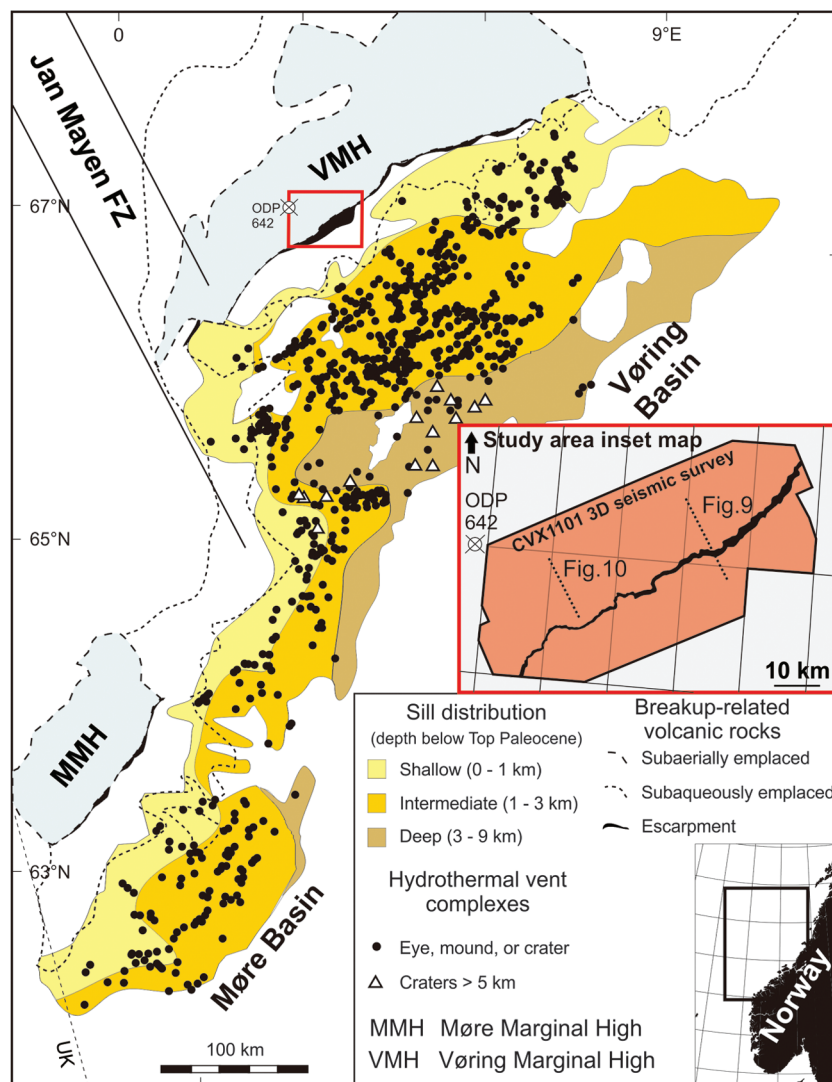 0
9°E
Jan Mayen FZ
VMH
67°N
ODP
642
Vøring
Basin
Study area inset map
N
CVX1101 3D seismic survey
ODP
642
Fig.9
Fig.10
10 km
65°N
MMH
Sill distribution
(depth below Top Paleocene)
Shallow (0 - 1 km)
Intermediate (1 - 3 km)
Deep (3 - 9 km)
Breakup-related
volcanic rocks
Subaerially emplaced
Subaqueously emplaced
Escarpment
63°N
Hydrothermal vent
complexes
Eye, mound, or crater
Craters > 5 km
Møre Basin
MMH Møre Marginal High
VMH Vøring Marginal High
Norway
UK
100 km